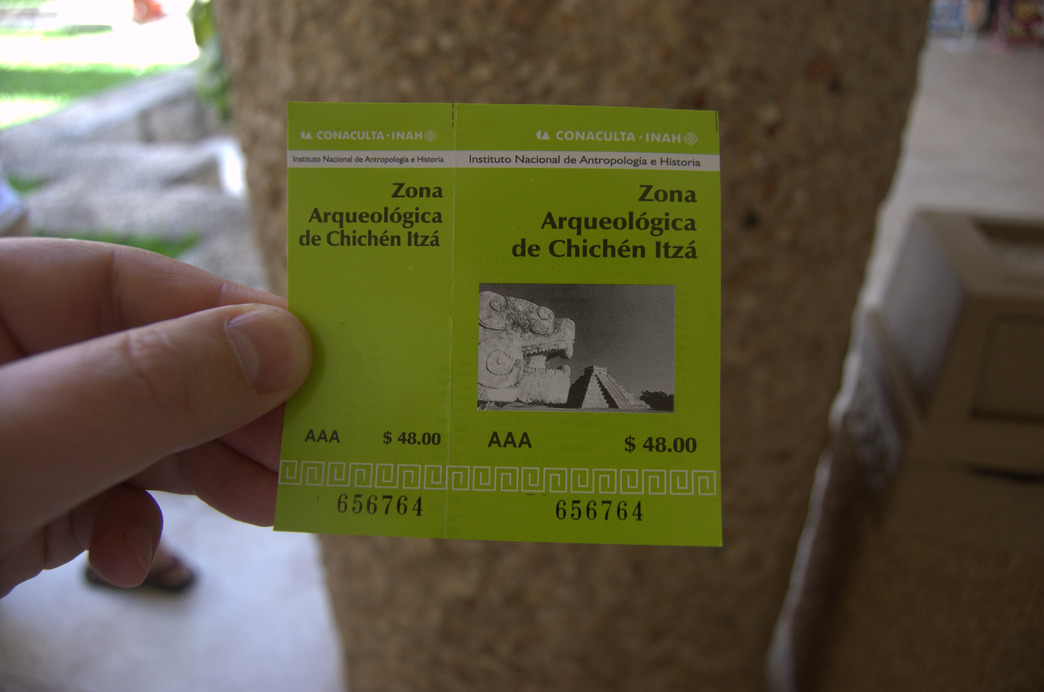 CONACULTA · INAH
Instituto Nacional de Antropología e Historia
Zona
Arqueológica
de Chichén Itzá
AAA $ 48.00
656764
CONACULTA · INAH
Instituto Nacional de Antropología e Historia
Zona
Arqueológica
de Chichén Itzá
AAA $ 48.00
656764